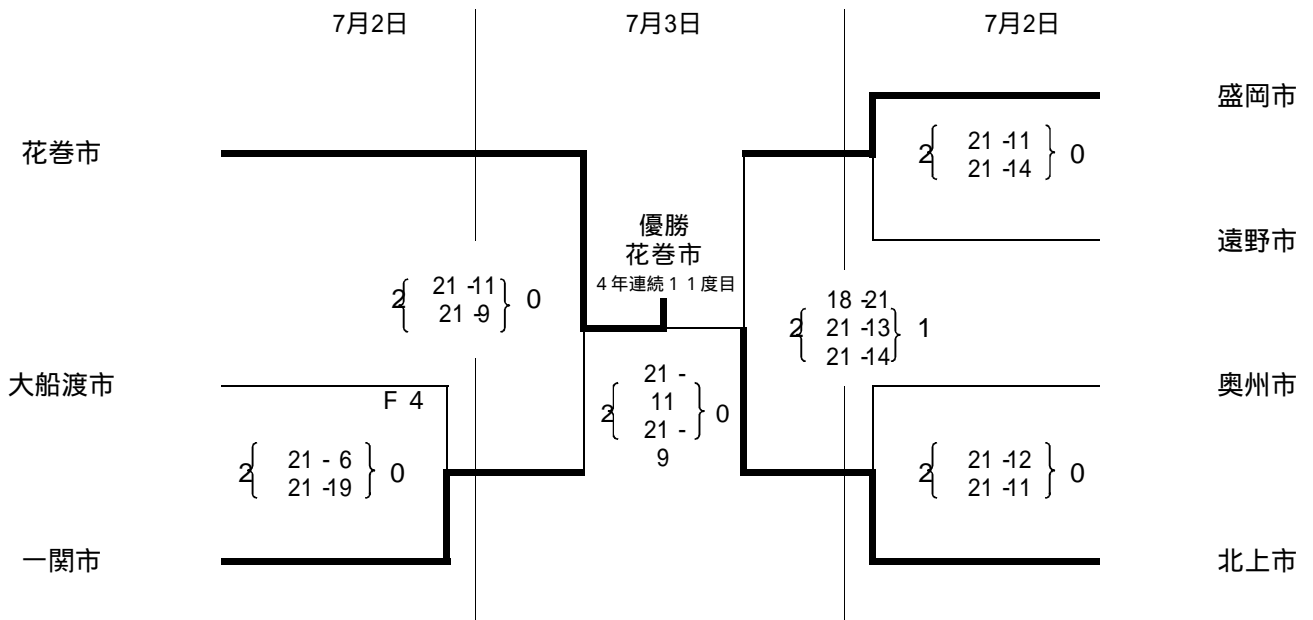 7月2日
7月3日
7月2日
盛岡市
2 { 21 -11 } 0
21 -14
花巻市
優勝
花巻市
4年連続11度目
遠野市
2 { 21 -11 } 0
21 -9
18 -21
2 { 21 -13 } 1
21 -14
大船渡市
F 4
21 -
11
2 { } 0
21 -
9
奥州市
2 { 21 - 6 } 0
21 -19
2 { 21 -12 } 0
21 -11
一関市
北上市